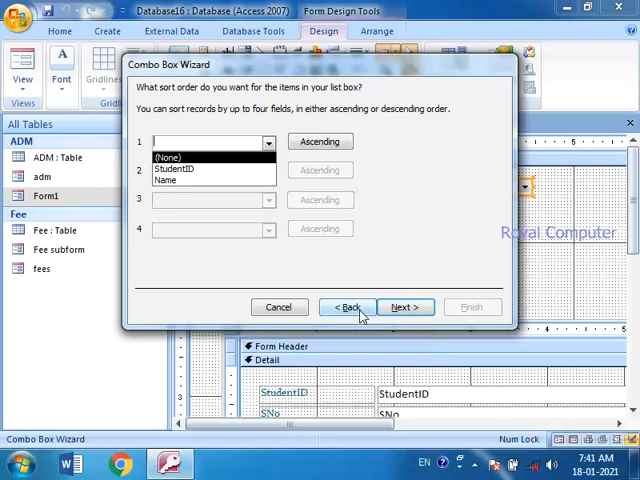 Database16 : Database (Access 2007)
Form Design Tools
Home
Create
External Data
Database Tools
Design
Arrange
View
Font
Gridlines
Views
All Tables
ADM
ADM : Table
adm
Form1
Fee
Fee : Table
Fee subform
fees
Combo Box Wizard
What sort order do you want for the items in your list box?
You can sort records by up to four fields, in either ascending or descending order.
1
Ascending
(None)
StudentID
Name
2
Ascending
3
Ascending
4
Ascending
Cancel
< Back
Next >
Finish
Royal Computer
Form Header
Detail
StudentID
StudentID
SNo
SNo
Combo Box Wizard
Num Lock
EN
7:41 AM
18-01-2021